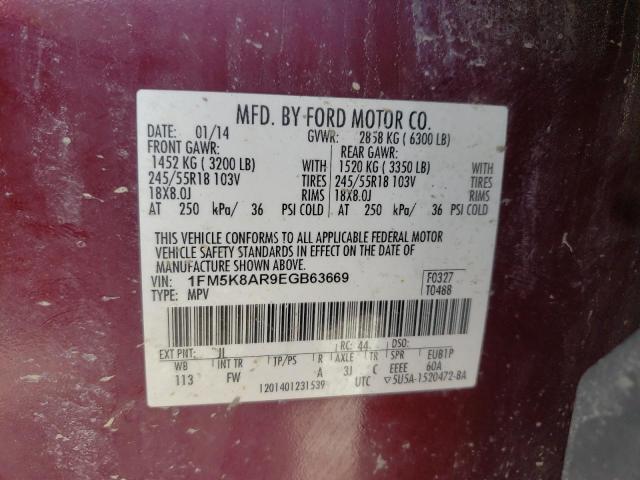 MFD. BY FORD MOTOR CO.
DATE: 01/14 GVWR: 2858 KG ( 6300 LB)
FRONT GAWR: REAR GAWR:
1452 KG ( 3200 LB) WITH 1520 KG ( 3350 LB) WITH
245/55R18 103V TIRES 245/55R18 103V TIRES
18X8.0J RIMS 18X8.0J RIMS
AT 250 kPa/ 36 PSI COLD AT 250 kPa/ 36 PSI COLD
THIS VEHICLE CONFORMS TO ALL APPLICABLE FEDERAL MOTOR
VEHICLE SAFETY STANDARDS IN EFFECT ON THE DATE OF
MANUFACTURE SHOWN ABOVE.
VIN: 1FM5K8AR9EGB63669 F0327
TYPE: MPV T0488
EXT PNT: RC: 44 DSO:
WB INT TR TP/PS R AXLE TR SPR EUB1P
113 FW A 3J C EEEE 60A
1201401231539 UTC ▽5U5A-1520472-BA